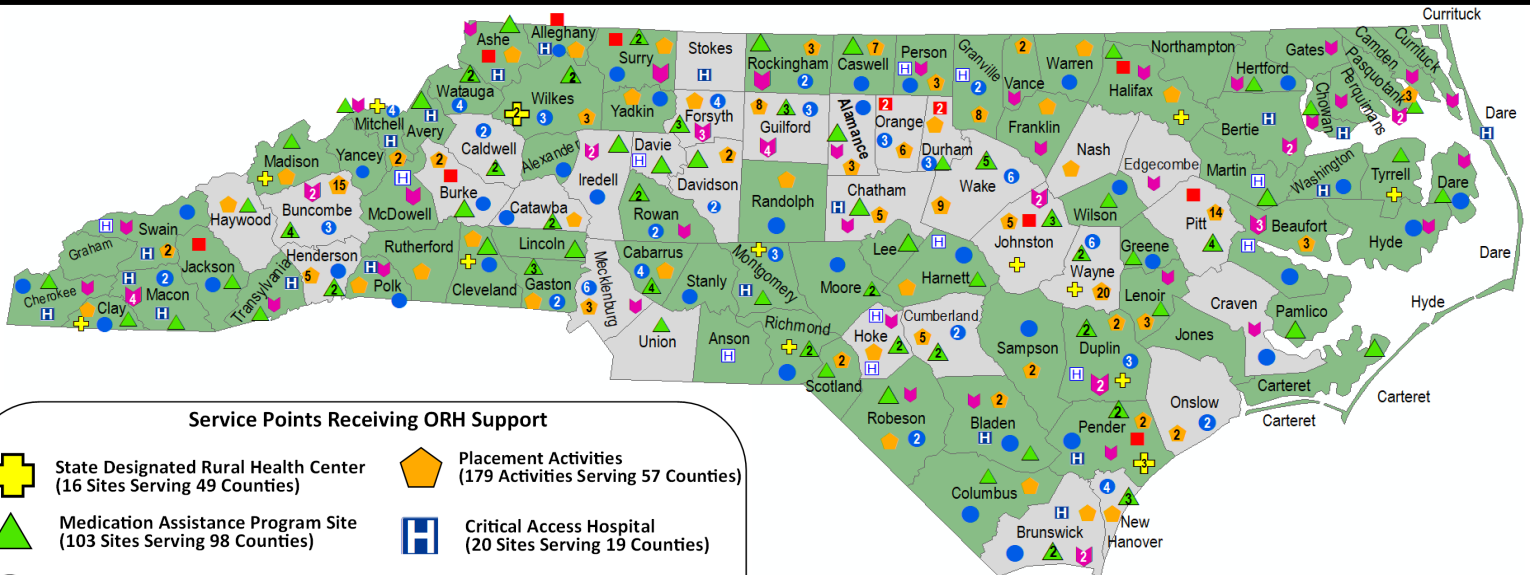 Currituck
Ashe
Alleghany
Surry
Stokes
Rockingham
Caswell
Person
Granville
Vance
Warren
Northampton
Gates
Camden
Currituck
Pasquotank
Perquimans
Chowan
Hertford
Halifax
Bertie
Dare
Watauga
Wilkes
Yadkin
Forsyth
Guilford
Alamance
Orange
Durham
Franklin
Nash
Edgecombe
Martin
Washington
Tyrrell
Dare
Mitchell
Avery
Caldwell
Alexander
Iredell
Davie
Davidson
Randolph
Chatham
Wake
Wilson
Pitt
Beaufort
Hyde
Dare
Madison
Yancey
Burke
Catawba
Rowan
Johnston
Greene
Haywood
Buncombe
McDowell
Swain
Graham
Jackson
Henderson
Rutherford
Lincoln
Cabarrus
Montgomery
Lee
Harnett
Wayne
Lenoir
Craven
Pamlico
Hyde
Cherokee
Clay
Macon
Transylvania
Polk
Cleveland
Gaston
Mecklenburg
Stanly
Moore
Cumberland
Jones
Union
Anson
Richmond
Scotland
Hoke
Sampson
Duplin
Carteret
Carteret
Carteret
Robeson
Bladen
Pender
Onslow
Columbus
Brunswick
New
Hanover
Service Points Receiving ORH Support
State Designated Rural Health Center
(16 Sites Serving 49 Counties)
Placement Activities
(179 Activities Serving 57 Counties)
Medication Assistance Program Site
(103 Sites Serving 98 Counties)
H
Critical Access Hospital
(20 Sites Serving 19 Counties)